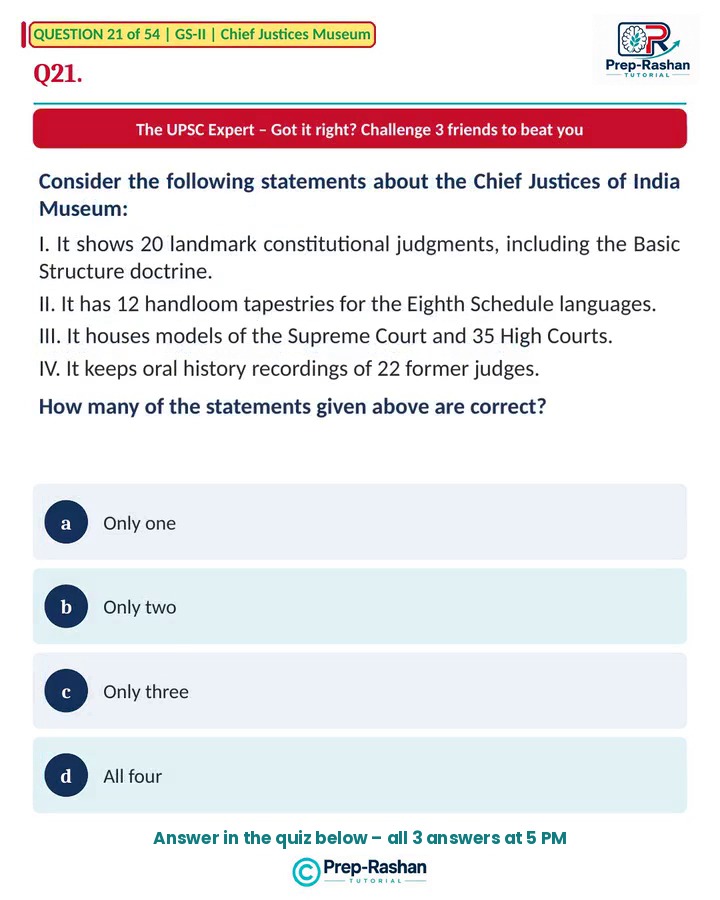 QUESTION 21 of 54 | GS-II | Chief Justices Museum
Prep-Rashan
TUTORIAL
Q21.
The UPSC Expert – Got it right? Challenge 3 friends to beat you
Consider the following statements about the Chief Justices of India
Museum:
I. It shows 20 landmark constitutional judgments, including the Basic
Structure doctrine.
II. It has 12 handloom tapestries for the Eighth Schedule languages.
III. It houses models of the Supreme Court and 35 High Courts.
IV. It keeps oral history recordings of 22 former judges.
How many of the statements given above are correct?
a Only one
b Only two
c Only three
d All four
Answer in the quiz below – all 3 answers at 5 PM
© Prep-Rashan
TUTORIAL